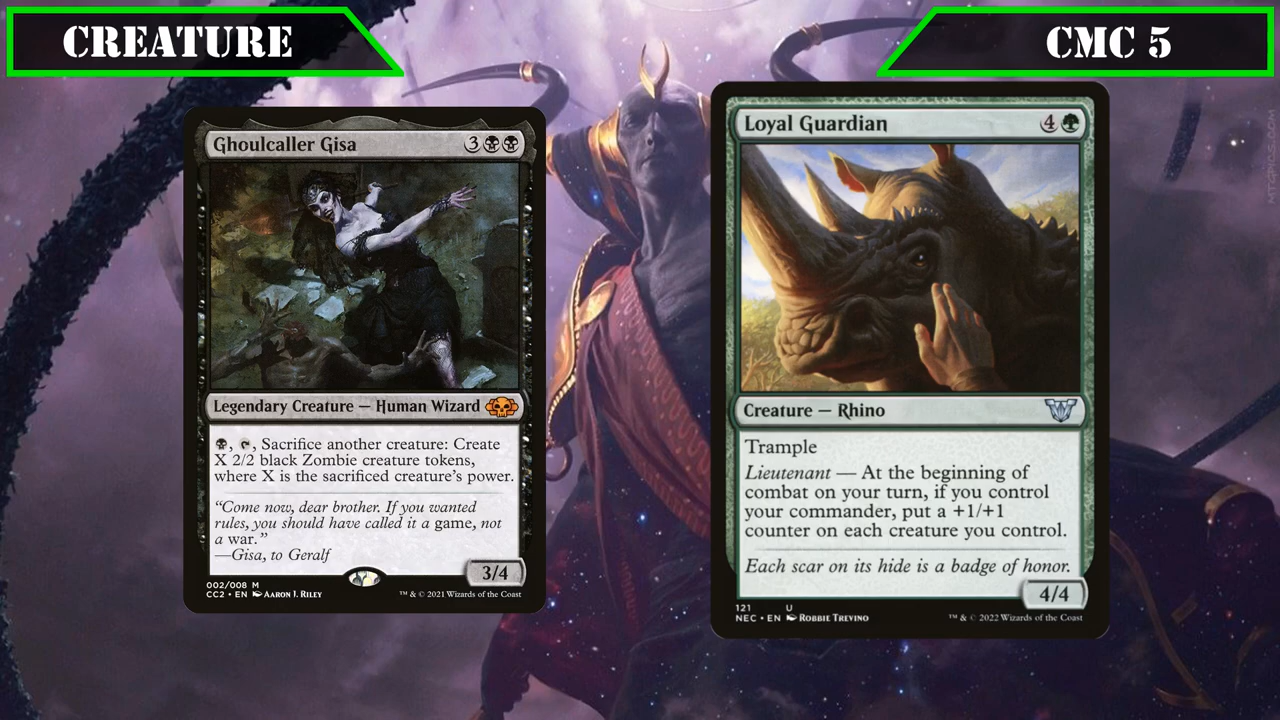 CREATURE
CMC 5
Ghoulcaller Gisa 3
Legendary Creature — Human Wizard
, , Sacrifice another creature: Create
X 2/2 black Zombie creature tokens,
where X is the sacrificed creature's power.
"Come now, dear brother. If you wanted
rules, you should have called it a game, not
a war."
—Gisa, to Geralf
3/4
002/008 M
CC2 • EN Aaron J. Riley
™ & © 2021 Wizards of the Coast
Loyal Guardian 4
Creature — Rhino
Trample
Lieutenant — At the beginning of
combat on your turn, if you control
your commander, put a +1/+1
counter on each creature you control.
Each scar on its hide is a badge of honor.
4/4
121 U
NEC • EN Robbie Trevino
™ & © 2022 Wizards of the Coast
MTGPICS.COM